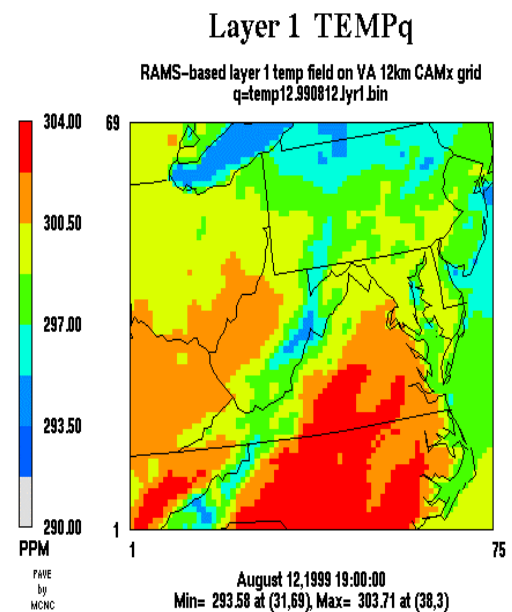 Layer 1 TEMPq
RAMS-based layer 1 temp field on VA 12km CAMx grid
q=temp12.990812.lyr1.bin
304.00
300.50
297.00
293.50
290.00
PPM
PAVE
by
MCNC
69
1
1
75
August 12,1999 19:00:00
Min= 293.58 at (31,69), Max= 303.71 at (38,3)